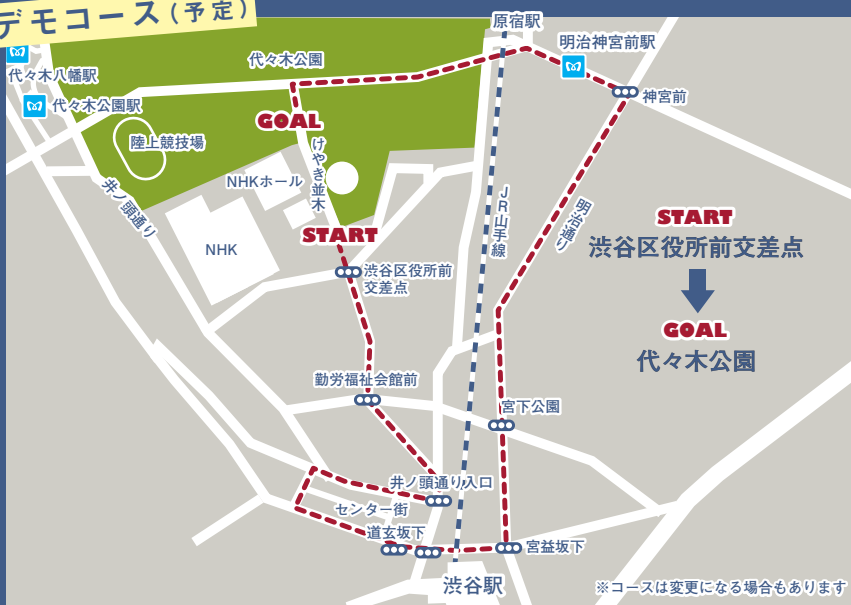 デモコース(予定)
原宿駅
明治神宮前駅
代々木公園
代々木八幡駅
代々木公園駅
神宮前
GOAL
陸上競技場
けやき並木
NHKホール
井ノ頭通り
JR山手線
明治通り
START
START
渋谷区役所前交差点
NHK
渋谷区役所前
交差点
GOAL
代々木公園
勤労福祉会館前
宮下公園
井ノ頭通り入口
センター街
道玄坂下
宮益坂下
渋谷駅
※コースは変更になる場合もあります